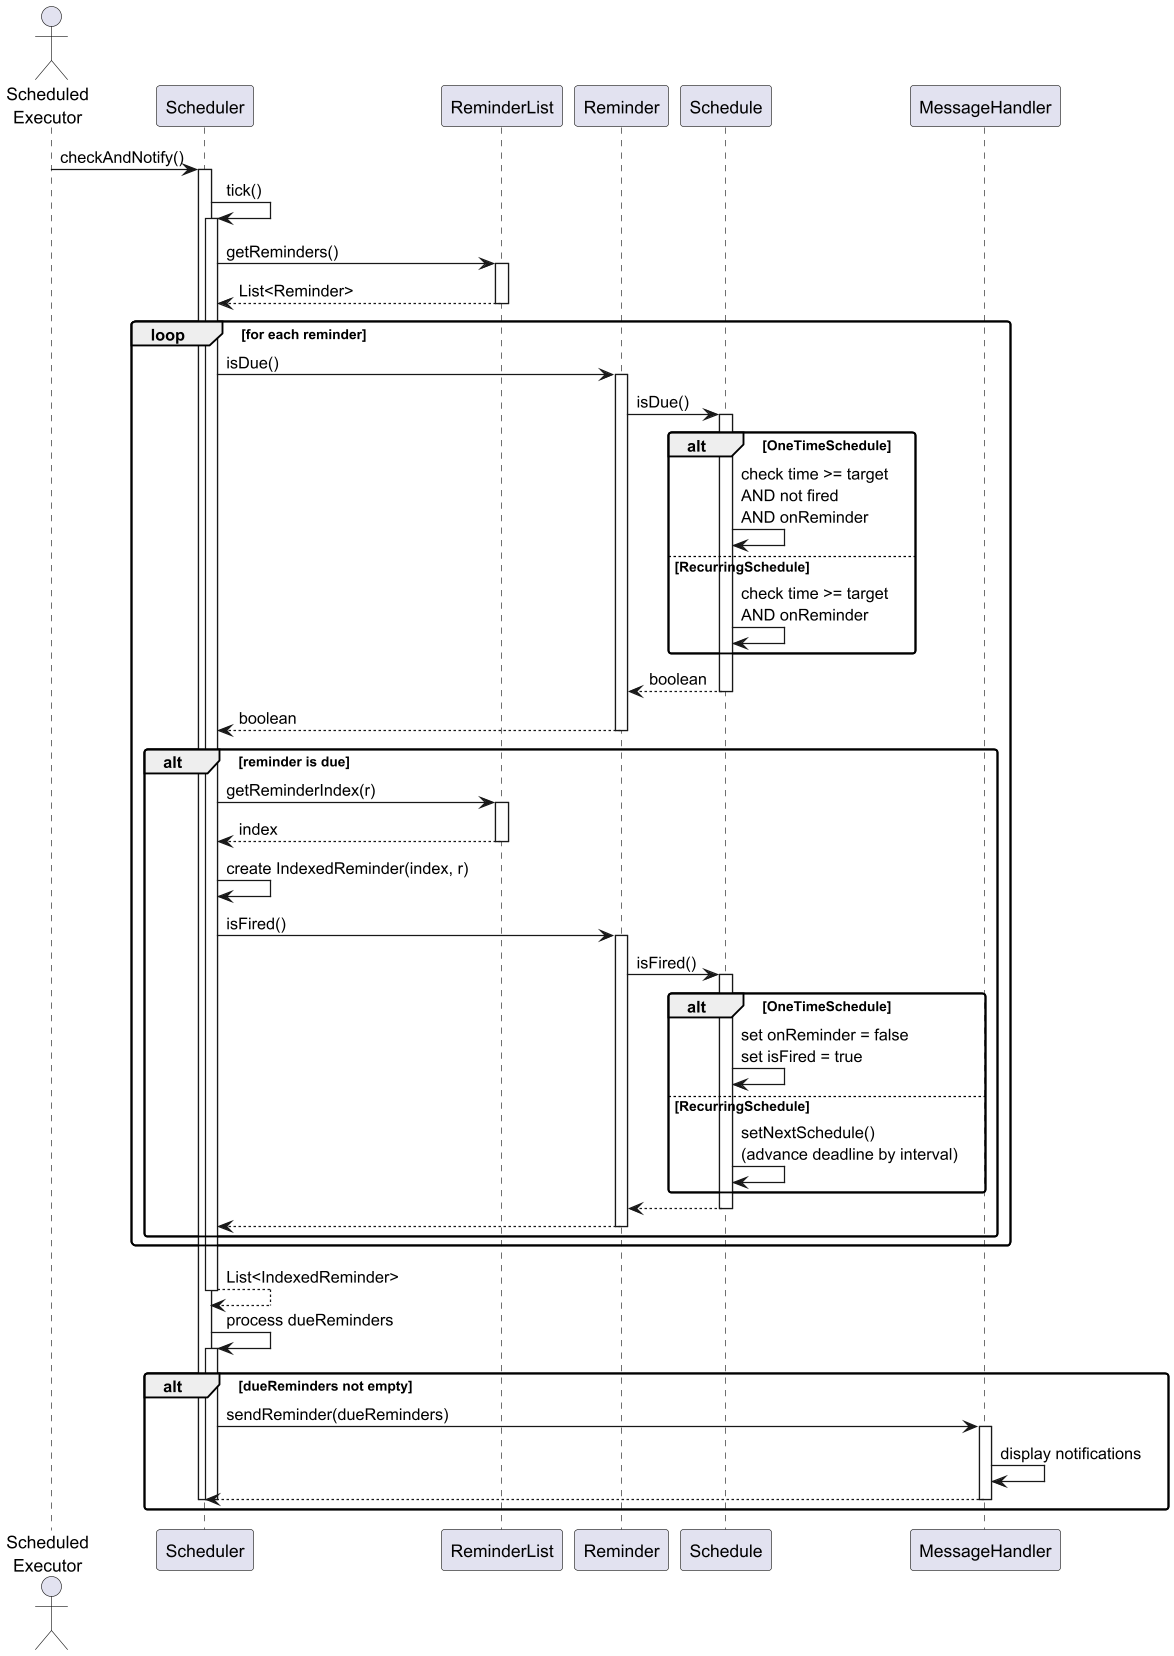 Scheduled
Executor
Scheduler
ReminderList
Reminder
Schedule
MessageHandler
checkAndNotify()
tick()
getReminders()
List<Reminder>
loop
[for each reminder]
isDue()
isDue()
alt
[OneTimeSchedule]
check time >= target
AND not fired
AND onReminder
[RecurringSchedule]
check time >= target
AND onReminder
boolean
boolean
alt
[reminder is due]
getReminderIndex(r)
index
create IndexedReminder(index, r)
isFired()
isFired()
alt
[OneTimeSchedule]
set onReminder = false
set isFired = true
[RecurringSchedule]
setNextSchedule()
(advance deadline by interval)
List<IndexedReminder>
process dueReminders
alt
[dueReminders not empty]
sendReminder(dueReminders)
display notifications
Scheduled
Executor
Scheduler
ReminderList
Reminder
Schedule
MessageHandler